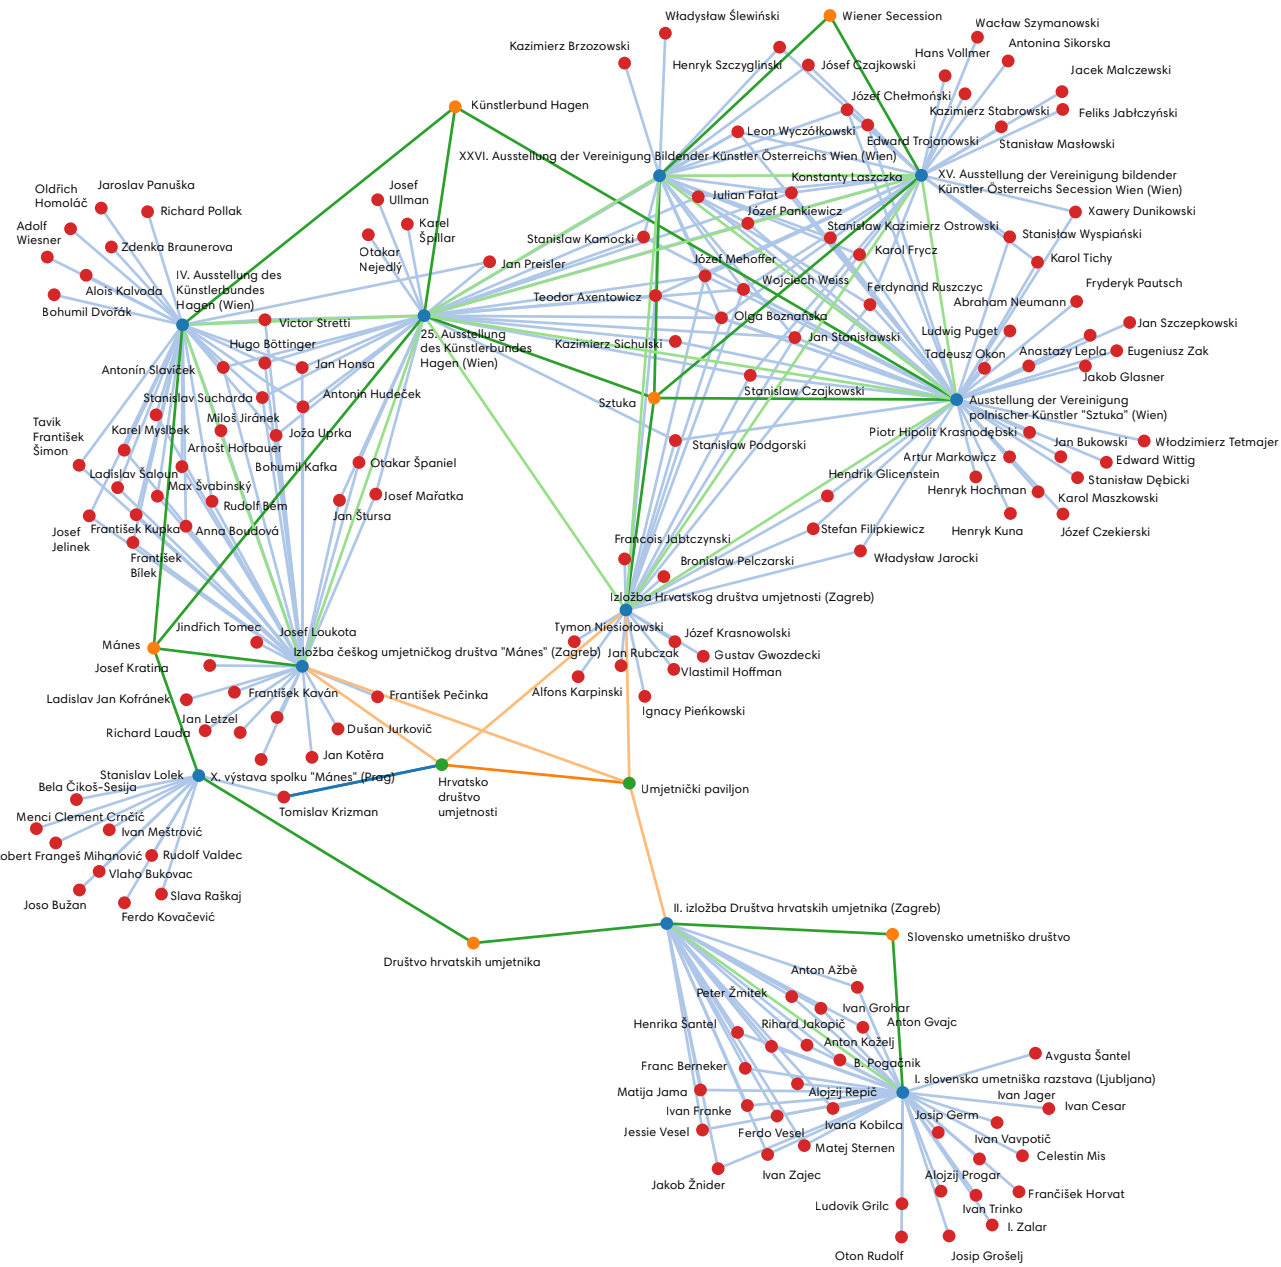 Władysław Ślewiński
Wiener Secession
Wacław Szymanowski
Kazimierz Brzozowski
Antonina Sikorska
Hans Vollmer
Henryk Szczyglinski
Jósef Czajkowski
Jacek Malczewski
Künstlerbund Hagen
Józef Chełmoński
Kazimierz Stabrowski
Feliks Jabłczyński
Leon Wyczółkowski
Edward Trojanowski
Stanisław Masłowski
XXVI. Ausstellung der Vereinigung Bildender Künstler Österreichs Wien (Wien)
Konstanty Laszczka
XV. Ausstellung der Vereinigung bildender
Künstler Österreichs Secession Wien (Wien)
Oldřich
Homoláč
Jaroslav Panuška
Josef
Ullman
Julian Fałat
Richard Pollak
Józef Pankiewicz
Xawery Dunikowski
Adolf
Wiesner
Karel
Špillar
Stanisław Kazimierz Ostrowski
Stanisław Wyspiański
Stanislaw Kamocki
Zdenka Braunerova
Otakar
Nejedlý
Jan Preisler
Józef Mehoffer
Karol Frycz
Karol Tichy
IV. Ausstellung des
Künstlerbundes
Hagen (Wien)
Alois Kalvoda
Wojciech Weiss
Ferdynand Ruszczyc
Fryderyk Pautsch
Teodor Axentowicz
Abraham Neumann
Bohumil Dvořák
Victor Stretti
Olga Boznańska
Jan Szczepkowski
25. Ausstellung
des Künstlerbundes
Hagen (Wien)
Ludwig Puget
Hugo Böttinger
Kazimierz Sichulski
Jan Stanisławski
Tadeusz Okon
Anastazy Lepla
Eugeniusz Zak
Antonín Slavíček
Jan Honsa
Jakob Glasner
Stanislaw Czajkowski
Stanislav Sucharda
Antonin Hudeček
Sztuka
Ausstellung der Vereinigung
polnischer Künstler "Sztuka" (Wien)
Miloš Jiránek
Tavik
František
Šimon
Karel Myslbek
Joža Uprka
Piotr Hipolit Krasnodębski
Jan Bukowski
Włodzimierz Tetmajer
Arnošt Hofbauer
Stanislaw Podgorski
Artur Markowicz
Edward Wittig
Bohumil Kafka
Otakar Španiel
Ladislav Šaloun
Hendrik Glicenstein
Stanisław Dębicki
Max Švabinský
Henryk Hochman
Josef Mařatka
Karol Maszkowski
Rudolf Bém
Jan Štursa
František Kupka
Anna Boudová
Josef
Jelinek
Stefan Filipkiewicz
Henryk Kuna
Józef Czekierski
Francois Jabtczynski
František
Bílek
Bronisław Pelczarski
Władysław Jarocki
Izložba Hrvatskog društva umjetnosti (Zagreb)
Jindřich Tomec
Josef Loukota
Tymon Niesiołowski
Józef Krasnowolski
Mánes
Izložba češkog umjetničkog društva "Mánes" (Zagreb)
Jan Rubczak
Gustav Gwozdecki
Josef Kratina
Vlastimil Hoffman
František Kaván
František Pečinka
Alfons Karpinski
Ladislav Jan Kofránek
Ignacy Pieńkowski
Jan Letzel
Richard Lauda
Dušan Jurkovič
Jan Kotěra
Stanislav Lolek
X. výstava spolku "Mánes" (Prag)
Hrvatsko
društvo
umjetnosti
Umjetnički paviljon
Bela Čikoš-Sesija
Tomislav Krizman
Menci Clement Crnčić
Ivan Meštrović
obert Frangeš Mihanović
Rudolf Valdec
Vlaho Bukovac
Slava Raškaj
Joso Bužan
Ferdo Kovačević
II. izložba Društva hrvatskih umjetnika (Zagreb)
Slovensko umetniško društvo
Društvo hrvatskih umjetnika
Anton Ažbè
Peter Žmitek
Ivan Grohar
Henrika Šantel
Rihard Jakopič
Anton Gvajc
Anton Koželj
Franc Berneker
B. Pogačnik
Avgusta Šantel
I. slovenska umetniška razstava (Ljubljana)
Matija Jama
Alojzij Repič
Ivan Jager
Ivan Cesar
Ivan Franke
Josip Germ
Jessie Vesel
Ferdo Vesel
Ivana Kobilca
Ivan Vavpotič
Matej Sternen
Celestin Mis
Ivan Zajec
Alojzij Progar
Jakob Žnider
Frančišek Horvat
Ludovik Grilc
Ivan Trinko
I. Zalar
Oton Rudolf
Josip Grošelj